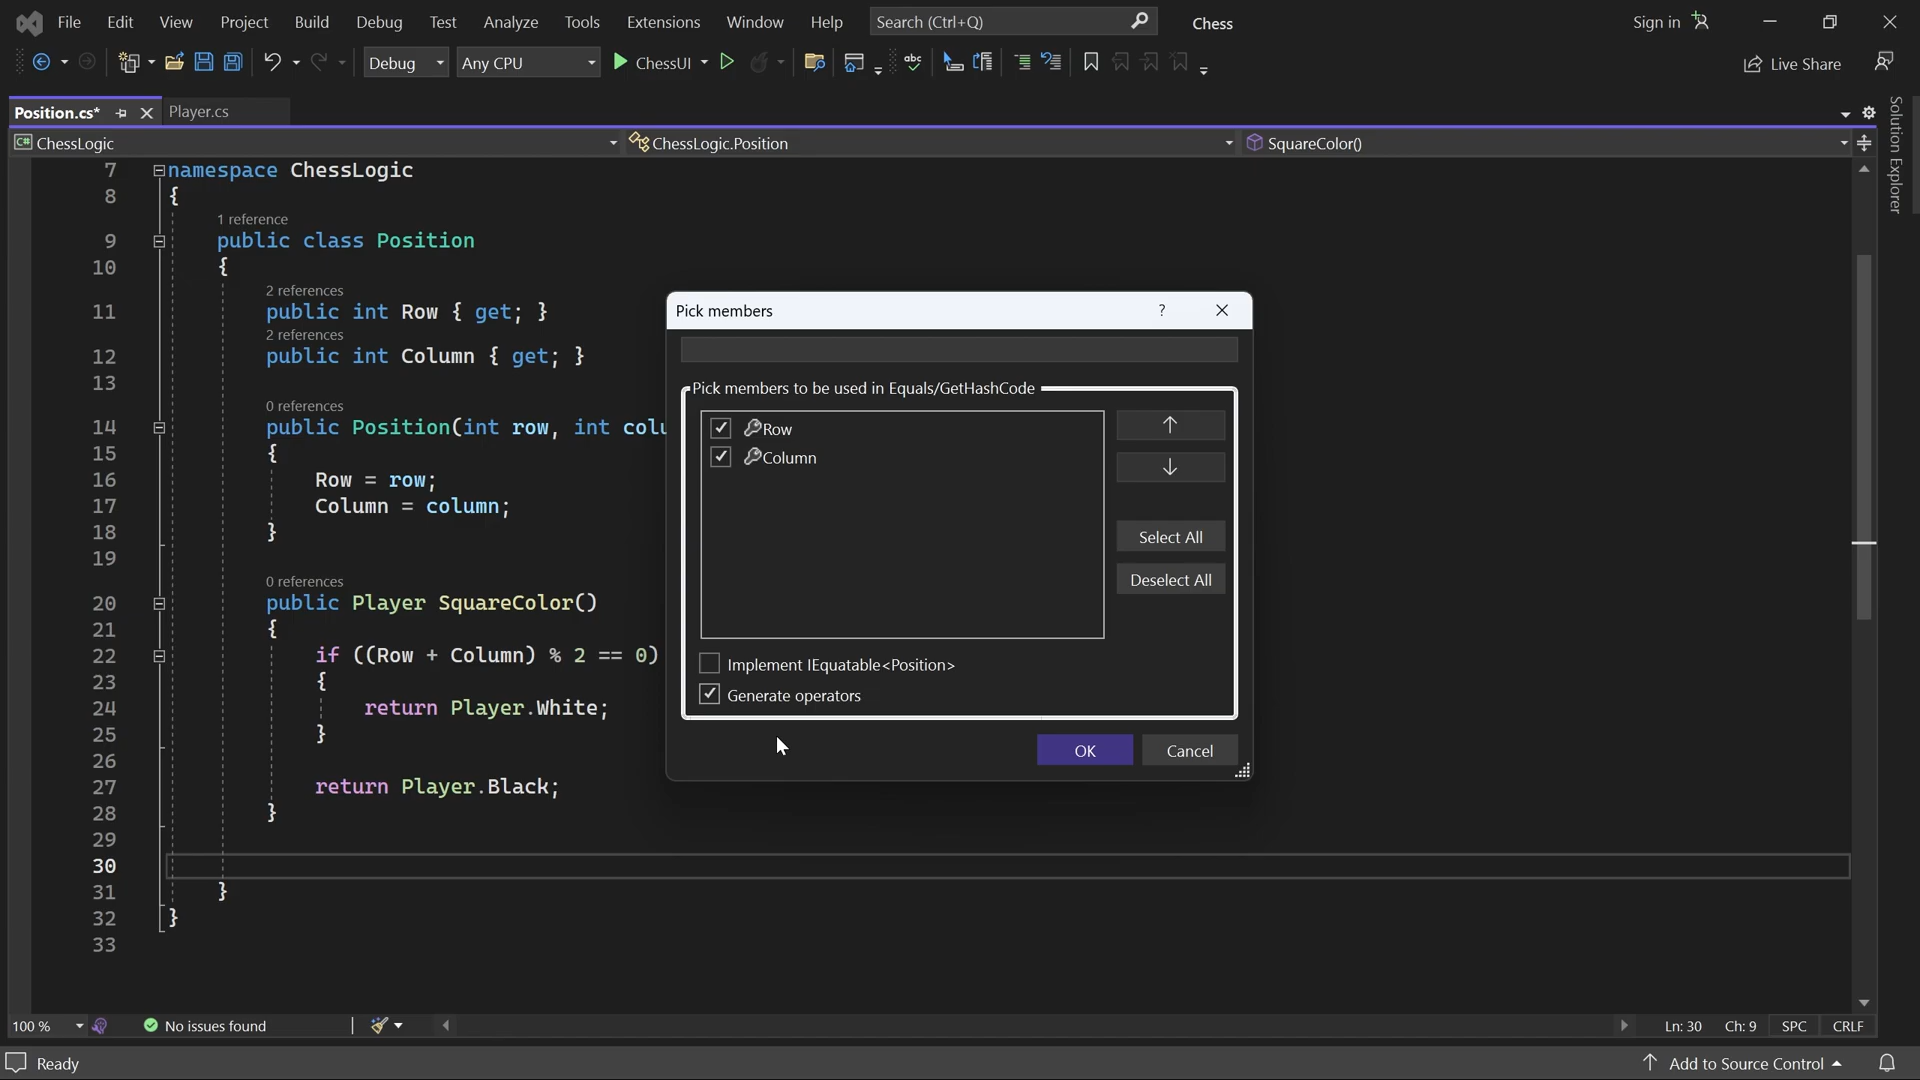 File Edit View Project Build Debug Test Analyze Tools Extensions Window Help Search (Ctrl+Q) Chess Sign in
Debug Any CPU ChessUI abc Live Share
Position.cs* Player.cs
Solution Explorer
C# ChessLogic ChessLogic.Position SquareColor()
7 namespace ChessLogic
8 {
1 reference
9 public class Position
10 {
2 references
11 public int Row { get; }
2 references
12 public int Column { get; }
13
0 references
14 public Position(int row, int colu
15 {
16 Row = row;
17 Column = column;
18 }
19
0 references
20 public Player SquareColor()
21 {
22 if ((Row + Column) % 2 == 0)
23 {
24 return Player.White;
25 }
26
27 return Player.Black;
28 }
29
30
31 }
32 }
33
Pick members ?
Pick members to be used in Equals/GetHashCode
Row
Column
Select All
Deselect All
Implement IEquatable<Position>
Generate operators
OK Cancel
100 % No issues found Ln: 30 Ch: 9 SPC CRLF
Ready Add to Source Control